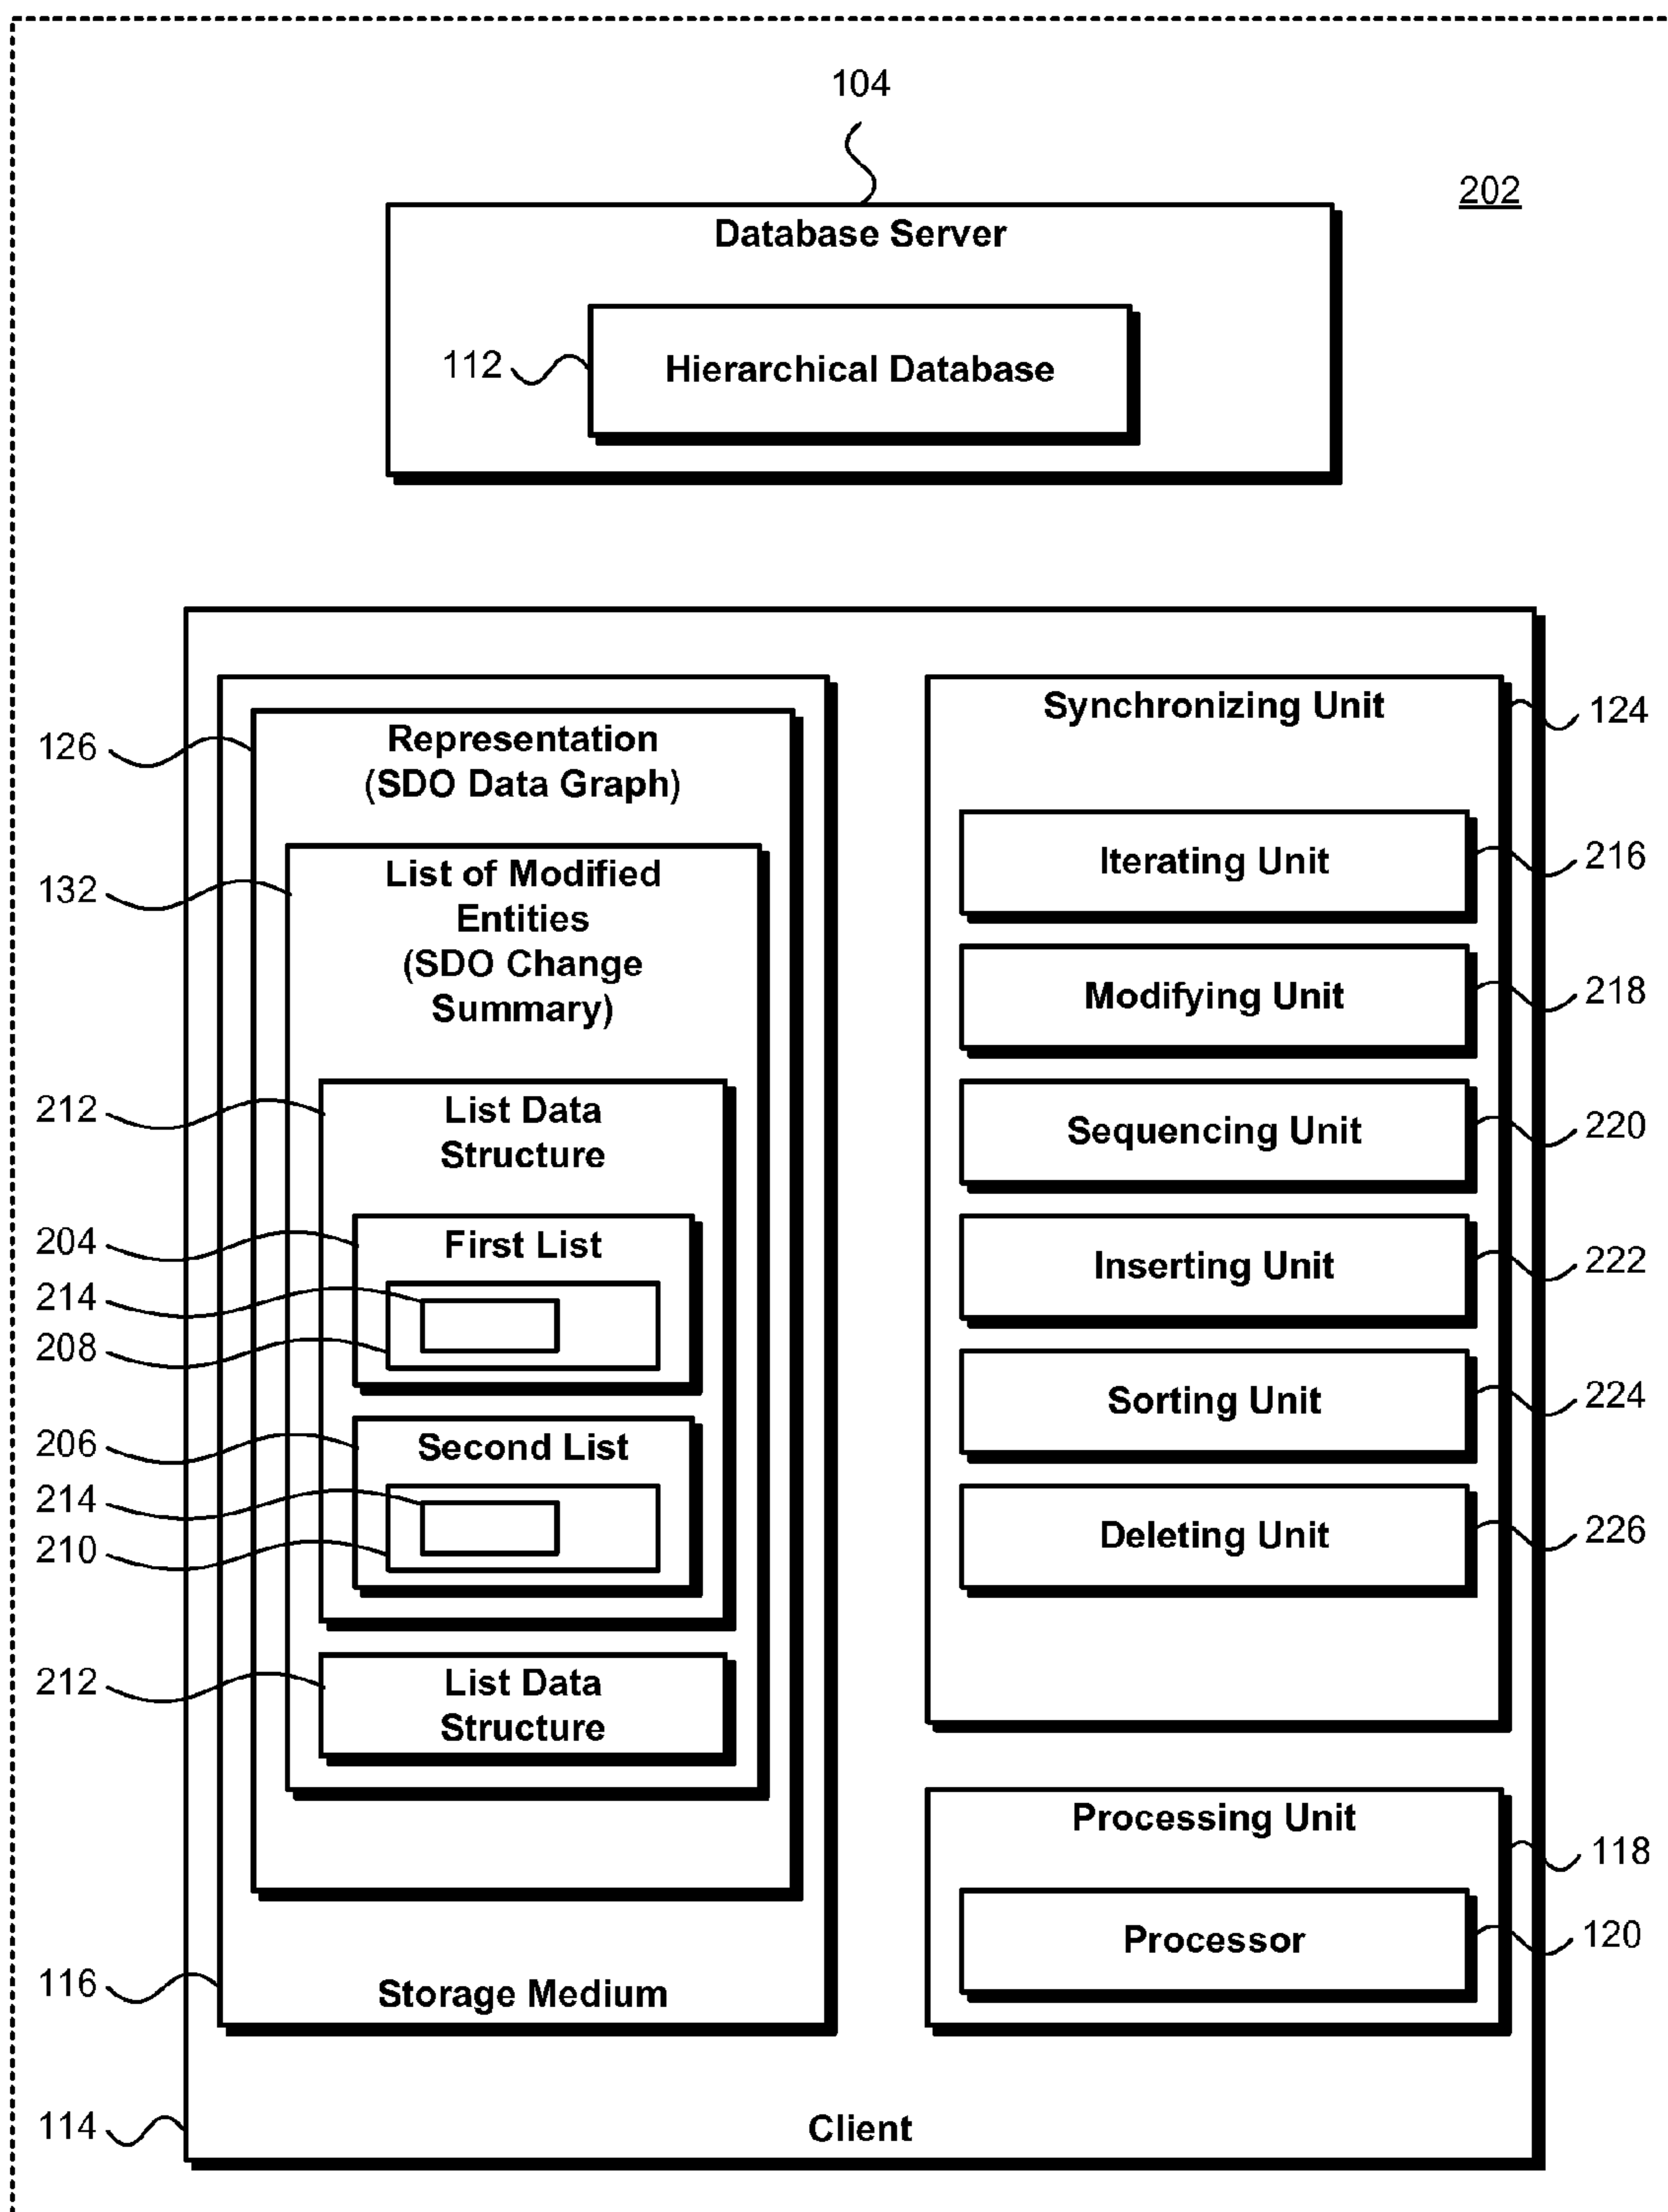 104
202
Database Server
112
Hierarchical Database
126
Representation
(SDO Data Graph)
132
List of Modified
Entities
(SDO Change
Summary)
212
List Data
Structure
204
First List
214
208
206
Second List
214
210
212
List Data
Structure
116
Storage Medium
Synchronizing Unit
124
Iterating Unit
216
Modifying Unit
218
Sequencing Unit
220
Inserting Unit
222
Sorting Unit
224
Deleting Unit
226
Processing Unit
118
Processor
120
114
Client